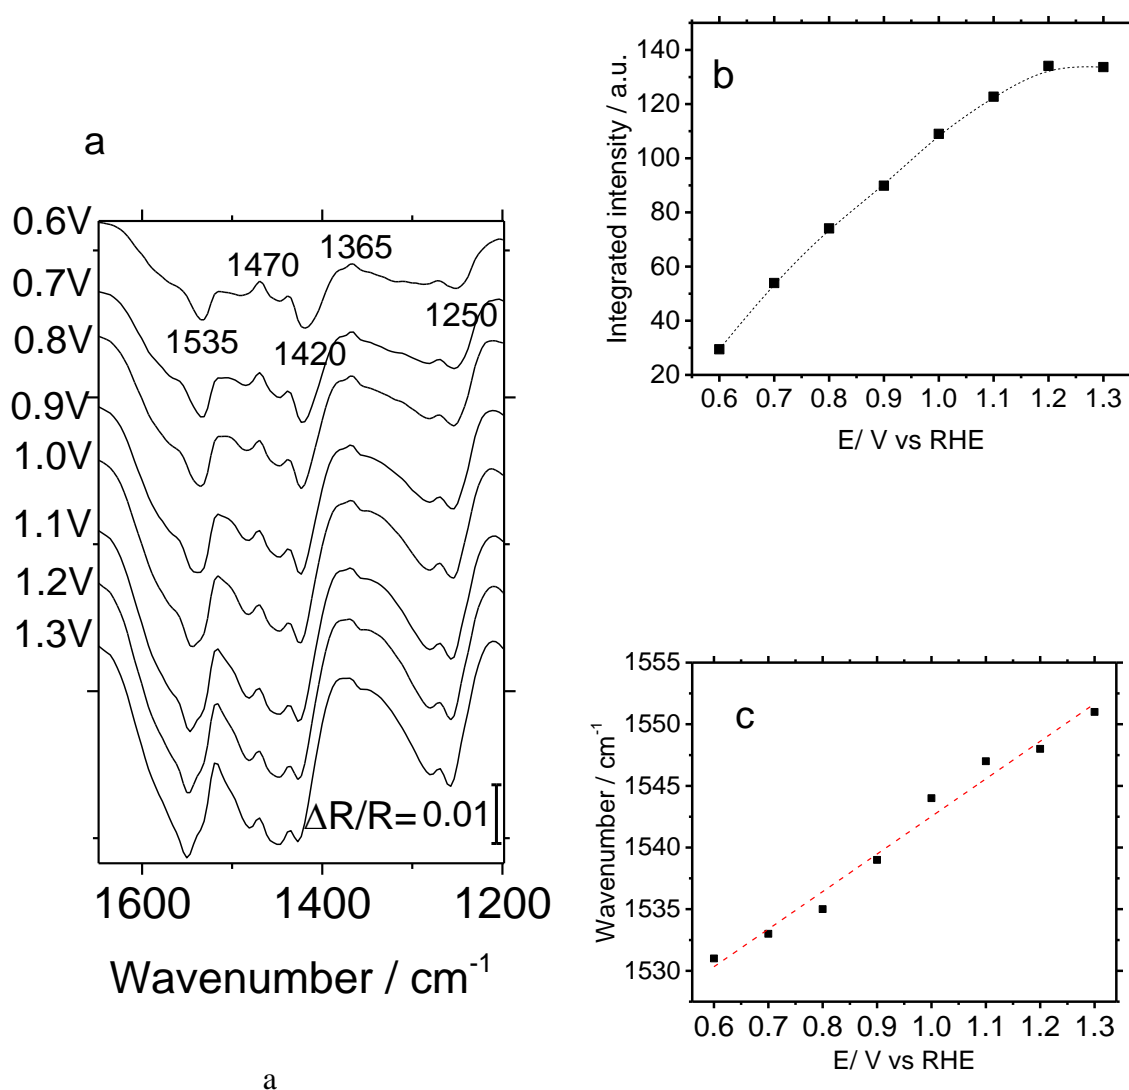 a
0.6V
0.7V
0.8V
0.9V
1.0V
1.1V
1.2V
1.3V
1365
1470
1250
1535
1420
ΔR/R= 0.01
1600 1400 1200
Wavenumber / cm⁻¹
a
b
Integrated intensity / a.u.
140
120
100
80
60
40
20
0.6 0.7 0.8 0.9 1.0 1.1 1.2 1.3
E/ V vs RHE
c
Wavenumber / cm⁻¹
1555
1550
1545
1540
1535
1530
0.6 0.7 0.8 0.9 1.0 1.1 1.2 1.3
E/ V vs RHE